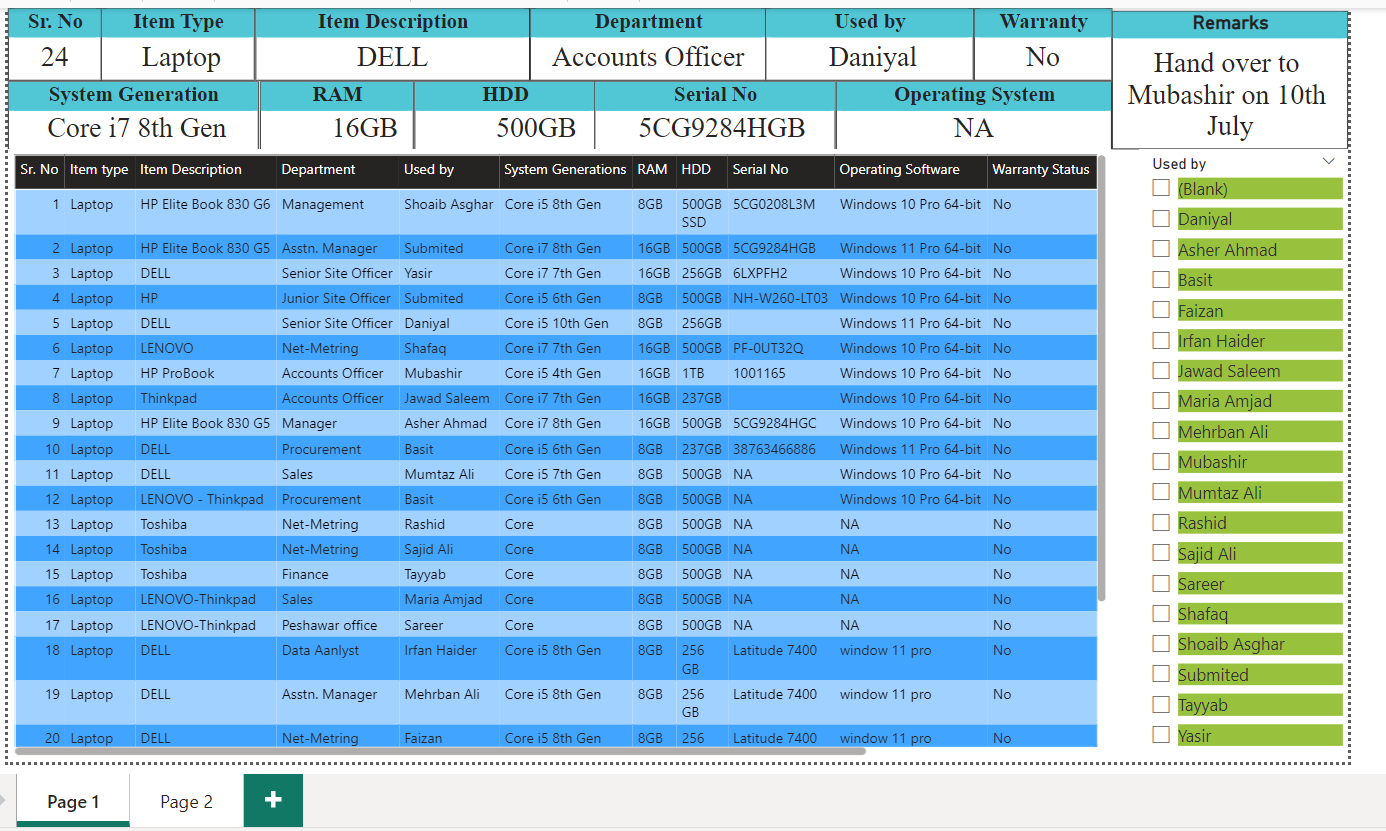 Sr. No Item Type Item Description Department Used by Warranty Remarks
24 Laptop DELL Accounts Officer Daniyal No
Hand over to
Mubashir on 10th
July
System Generation RAM HDD Serial No Operating System
Core i7 8th Gen 16GB 500GB 5CG9284HGB NA
Sr. No Item type Item Description Department Used by System Generations RAM HDD Serial No Operating Software Warranty Status
1 Laptop HP Elite Book 830 G6 Management Shoaib Asghar Core i5 8th Gen 8GB 500GB 5CG0208L3M Windows 10 Pro 64-bit No
SSD
2 Laptop HP Elite Book 830 G5 Asstn. Manager Submited Core i7 8th Gen 16GB 500GB 5CG9284HGB Windows 11 Pro 64-bit No
3 Laptop DELL Senior Site Officer Yasir Core i7 7th Gen 16GB 256GB 6LXPFH2 Windows 10 Pro 64-bit No
4 Laptop HP Junior Site Officer Submited Core i5 6th Gen 8GB 500GB NH-W260-LT03 Windows 10 Pro 64-bit No
5 Laptop DELL Senior Site Officer Daniyal Core i5 10th Gen 8GB 256GB Windows 11 Pro 64-bit No
6 Laptop LENOVO Net-Metring Shafaq Core i7 7th Gen 16GB 500GB PF-0UT32Q Windows 10 Pro 64-bit No
7 Laptop HP ProBook Accounts Officer Mubashir Core i5 4th Gen 16GB 1TB 1001165 Windows 10 Pro 64-bit No
8 Laptop Thinkpad Accounts Officer Jawad Saleem Core i7 7th Gen 16GB 237GB Windows 10 Pro 64-bit No
9 Laptop HP Elite Book 830 G5 Manager Asher Ahmad Core i7 8th Gen 16GB 500GB 5CG9284HGC Windows 10 Pro 64-bit No
10 Laptop DELL Procurement Basit Core i5 6th Gen 8GB 237GB 38763466886 Windows 11 Pro 64-bit No
11 Laptop DELL Sales Mumtaz Ali Core i5 7th Gen 8GB 500GB NA Windows 10 Pro 64-bit No
12 Laptop LENOVO - Thinkpad Procurement Basit Core i5 6th Gen 8GB 500GB NA Windows 10 Pro 64-bit No
13 Laptop Toshiba Net-Metring Rashid Core 8GB 500GB NA NA No
14 Laptop Toshiba Net-Metring Sajid Ali Core 8GB 500GB NA NA No
15 Laptop Toshiba Finance Tayyab Core 8GB 500GB NA NA No
16 Laptop LENOVO-Thinkpad Sales Maria Amjad Core 8GB 500GB NA NA No
17 Laptop LENOVO-Thinkpad Peshawar office Sareer Core 8GB 500GB NA NA No
18 Laptop DELL Data Aanlyst Irfan Haider Core i5 8th Gen 8GB 256 Latitude 7400 window 11 pro No
GB
19 Laptop DELL Asstn. Manager Mehrban Ali Core i5 8th Gen 8GB 256 Latitude 7400 window 11 pro No
GB
20 Laptop DELL Net-Metring Faizan Core i5 8th Gen 8GB 256 Latitude 7400 window 11 pro No
Used by
(Blank)
Daniyal
Asher Ahmad
Basit
Faizan
Irfan Haider
Jawad Saleem
Maria Amjad
Mehrban Ali
Mubashir
Mumtaz Ali
Rashid
Sajid Ali
Sareer
Shafaq
Shoaib Asghar
Submited
Tayyab
Yasir
Page 1 Page 2 +